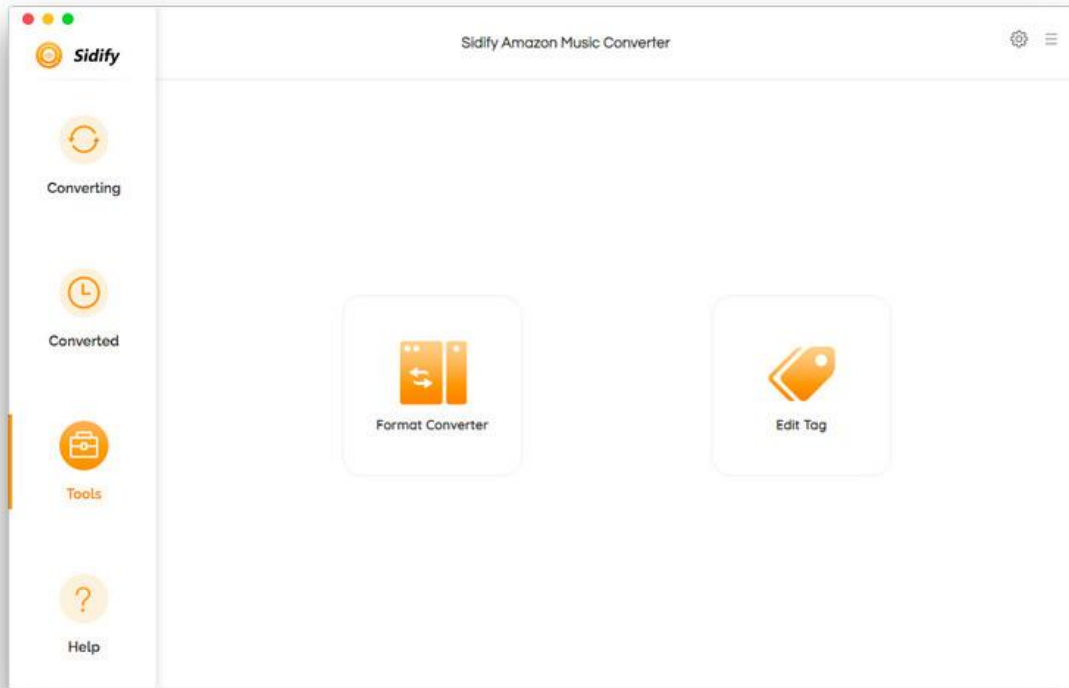 Sidify
Sidify Amazon Music Converter
Converting
Converted
Tools
Help
Format Converter
Edit Tag